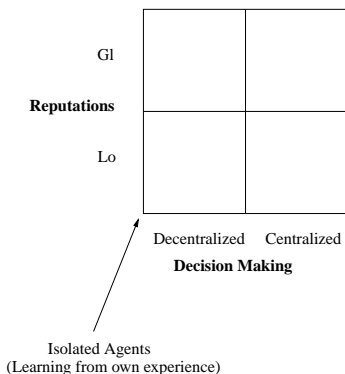 Gl
Reputations
Lo
Decentralized Centralized
Decision Making
Isolated Agents
(Learning from own experience)